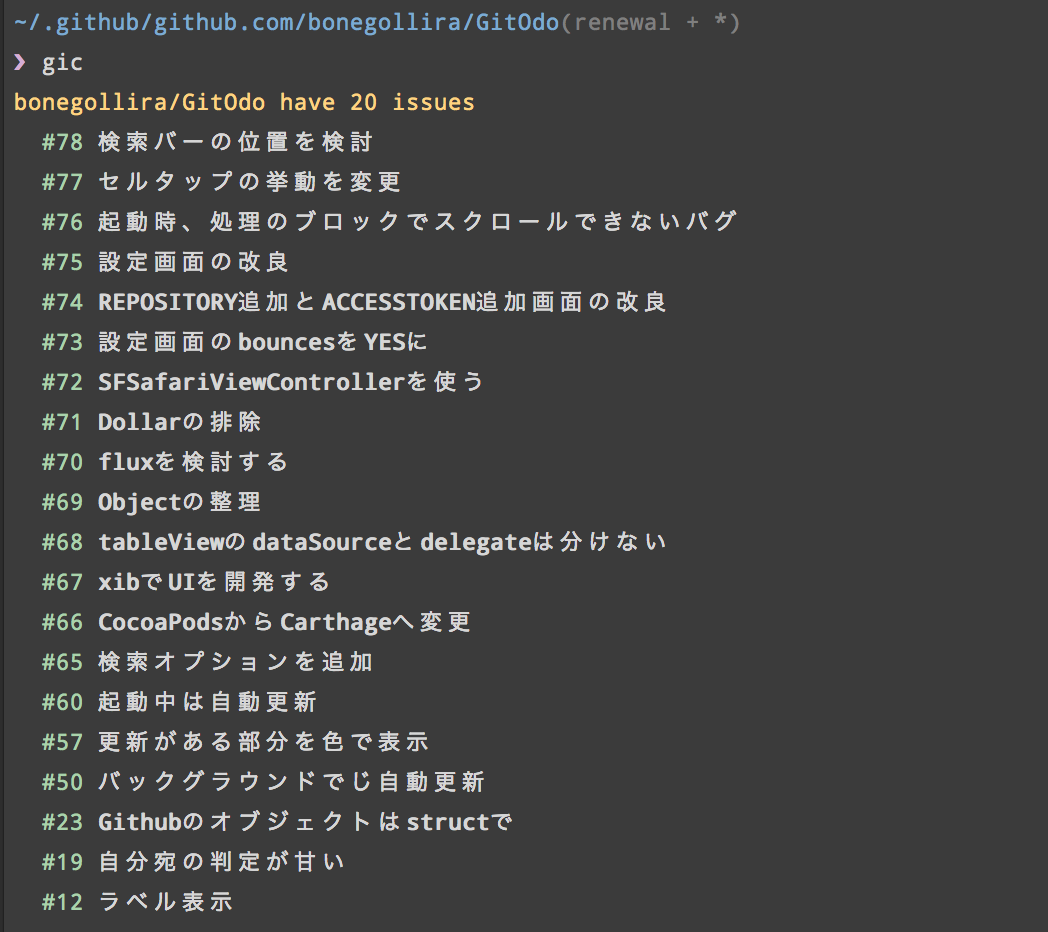 ~/.github/github.com/bonegollira/GitOdo(renewal + *)
❯ gic
bonegollira/GitOdo have 20 issues
#78 検索バーの位置を検討
#77 セルタップの挙動を変更
#76 起動時、処理のブロックでスクロールできないバグ
#75 設定画面の改良
#74 REPOSITORY追加とACCESSTOKEN追加画面の改良
#73 設定画面のbouncesをYESに
#72 SFSafariViewControllerを使う
#71 Dollarの排除
#70 fluxを検討する
#69 Objectの整理
#68 tableViewのdataSourceとdelegateは分けない
#67 xibでUIを開発する
#66 CocoaPodsからCarthageへ変更
#65 検索オプションを追加
#60 起動中は自動更新
#57 更新がある部分を色で表示
#50 バックグラウンドでじ自動更新
#23 Githubのオブジェクトはstructで
#19 自分宛の判定が甘い
#12 ラベル表示